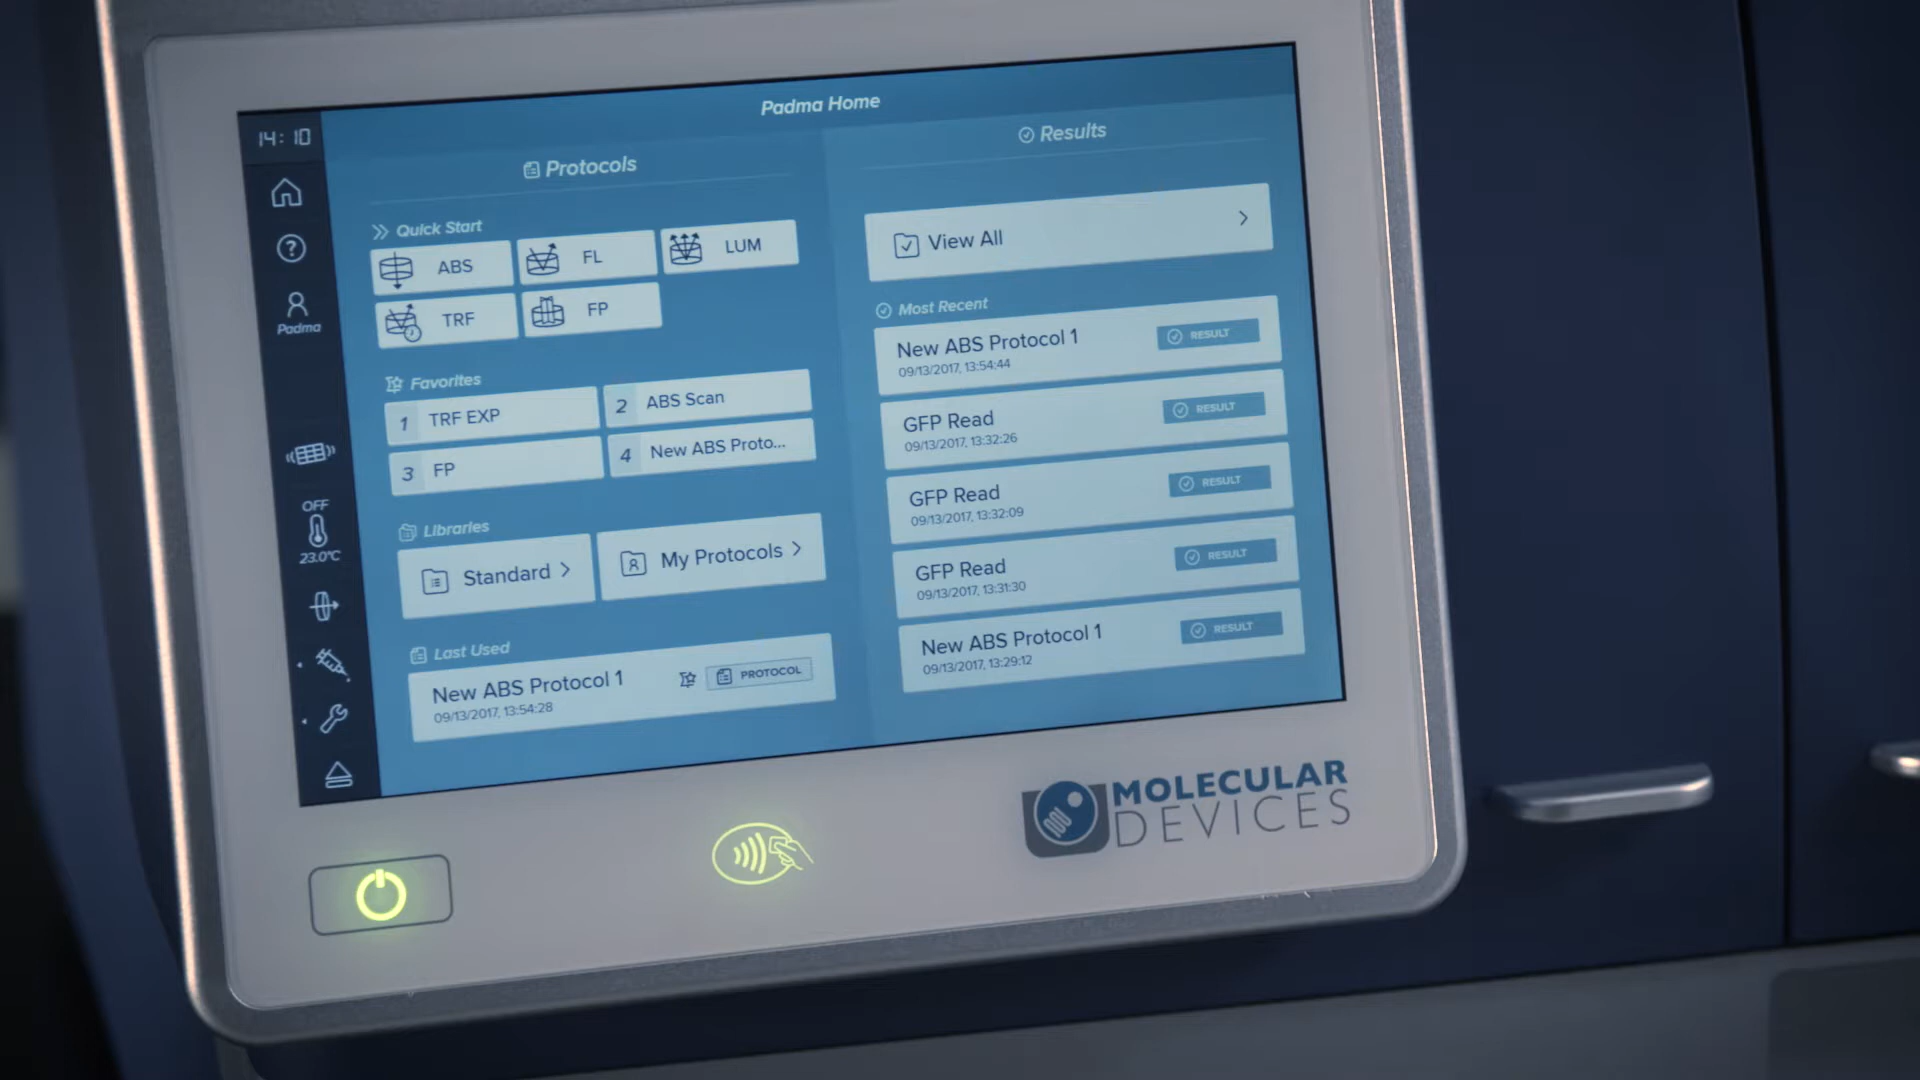 Padma Home
14:10
Padma
OFF
23.0°C
Protocols
Quick Start
ABS
FL
LUM
TRF
FP
Favorites
1 TRF EXP
2 ABS Scan
3 FP
4 New ABS Proto...
Libraries
Standard
My Protocols
Last Used
New ABS Protocol 1
09/13/2017, 13:54:28
PROTOCOL
Results
View All
Most Recent
New ABS Protocol 1
09/13/2017, 13:54:44
RESULT
GFP Read
09/13/2017, 13:32:26
RESULT
GFP Read
09/13/2017, 13:32:09
RESULT
GFP Read
09/13/2017, 13:31:30
RESULT
New ABS Protocol 1
09/13/2017, 13:29:12
RESULT
MOLECULAR
DEVICES